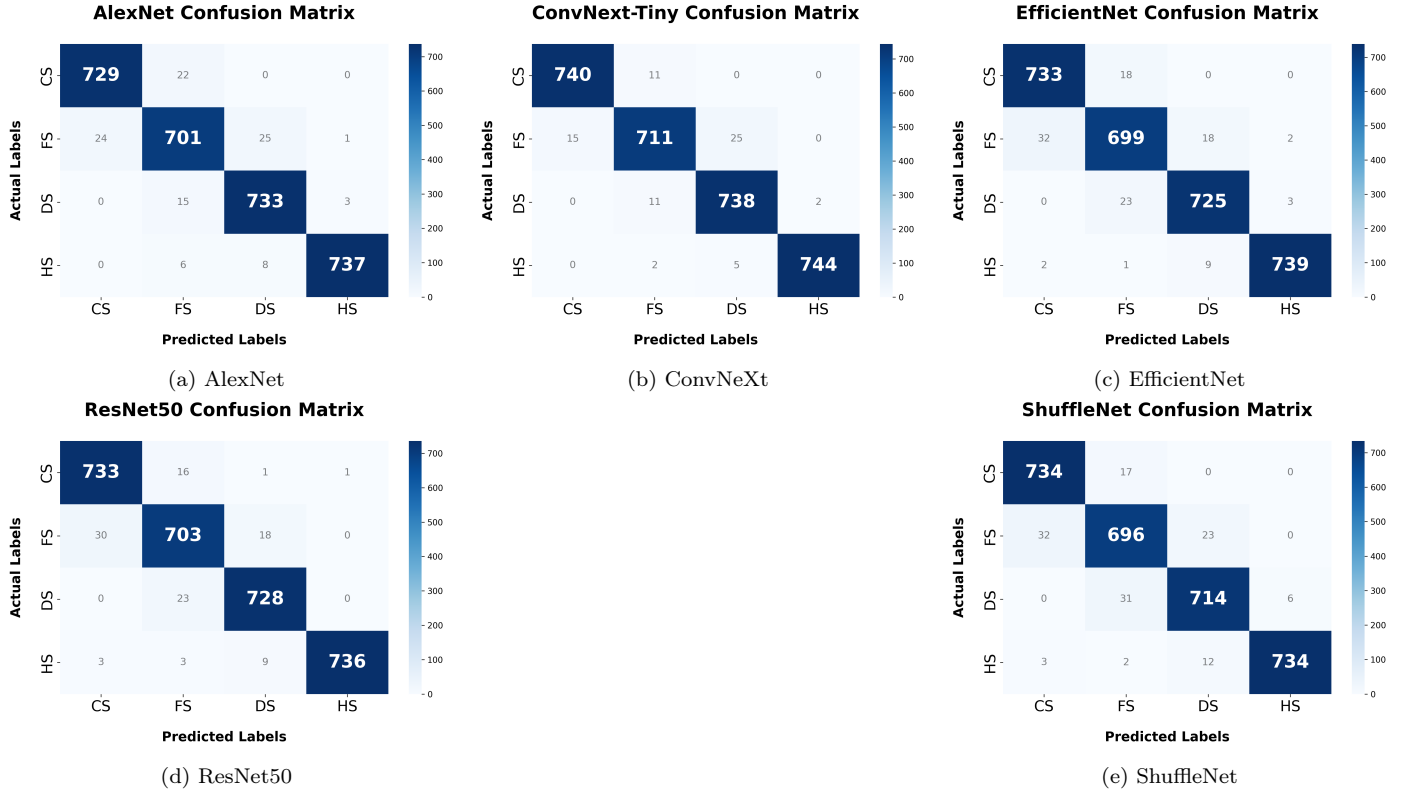 AlexNet Confusion Matrix
CS 729 22 0 0
FS 24 701 25 1
DS 0 15 733 3
HS 0 6 8 737
CS FS DS HS
Actual Labels
Predicted Labels
700
600
500
400
300
200
100
0
(a) AlexNet
ConvNext-Tiny Confusion Matrix
740 11 0 0
15 711 25 0
0 11 738 2
0 2 5 744
CS FS DS HS
Actual Labels
Predicted Labels
700
600
500
400
300
200
100
0
(b) ConvNeXt
EfficientNet Confusion Matrix
CS 733 18 0 0
FS 32 699 18 2
DS 0 23 725 3
HS 2 1 9 739
CS FS DS HS
Actual Labels
Predicted Labels
700
600
500
400
300
200
100
0
(c) EfficientNet
ResNet50 Confusion Matrix
CS 733 16 1 1
FS 30 703 18 0
DS 0 23 728 0
HS 3 3 9 736
CS FS DS HS
Actual Labels
Predicted Labels
700
600
500
400
300
200
100
0
(d) ResNet50
ShuffleNet Confusion Matrix
CS 734 17 0 0
FS 32 696 23 0
DS 0 31 714 6
HS 3 2 12 734
CS FS DS HS
Actual Labels
Predicted Labels
700
600
500
400
300
200
100
0
(e) ShuffleNet